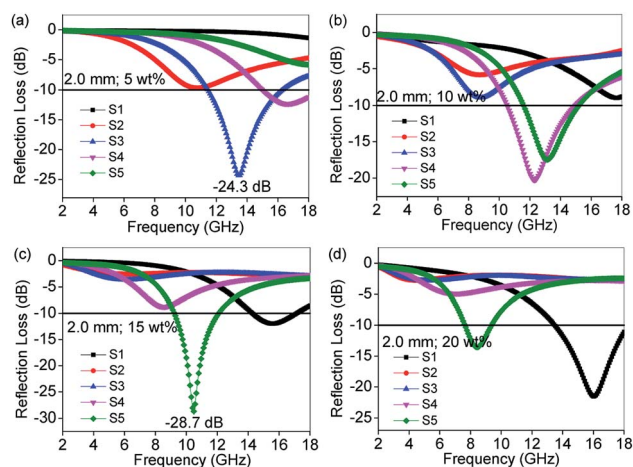 (a)
0
-5
-10
-15
-20
-25
Reflection Loss (dB)
2.0 mm; 5 wt%
S1
S2
S3
S4
S5
-24.3 dB
2 4 6 8 10 12 14 16 18
Frequency (GHz)
(b)
0
-5
-10
-15
-20
Reflection Loss (dB)
2.0 mm; 10 wt%
S1
S2
S3
S4
S5
2 4 6 8 10 12 14 16 18
Frequency (GHz)
(c)
0
-5
-10
-15
-20
-25
-30
Reflection Loss (dB)
2.0 mm; 15 wt%
S1
S2
S3
S4
S5
-28.7 dB
2 4 6 8 10 12 14 16 18
Frequency (GHz)
(d)
0
-5
-10
-15
-20
-25
Reflection Loss (dB)
2.0 mm; 20 wt%
S1
S2
S3
S4
S5
2 4 6 8 10 12 14 16 18
Frequency (GHz)